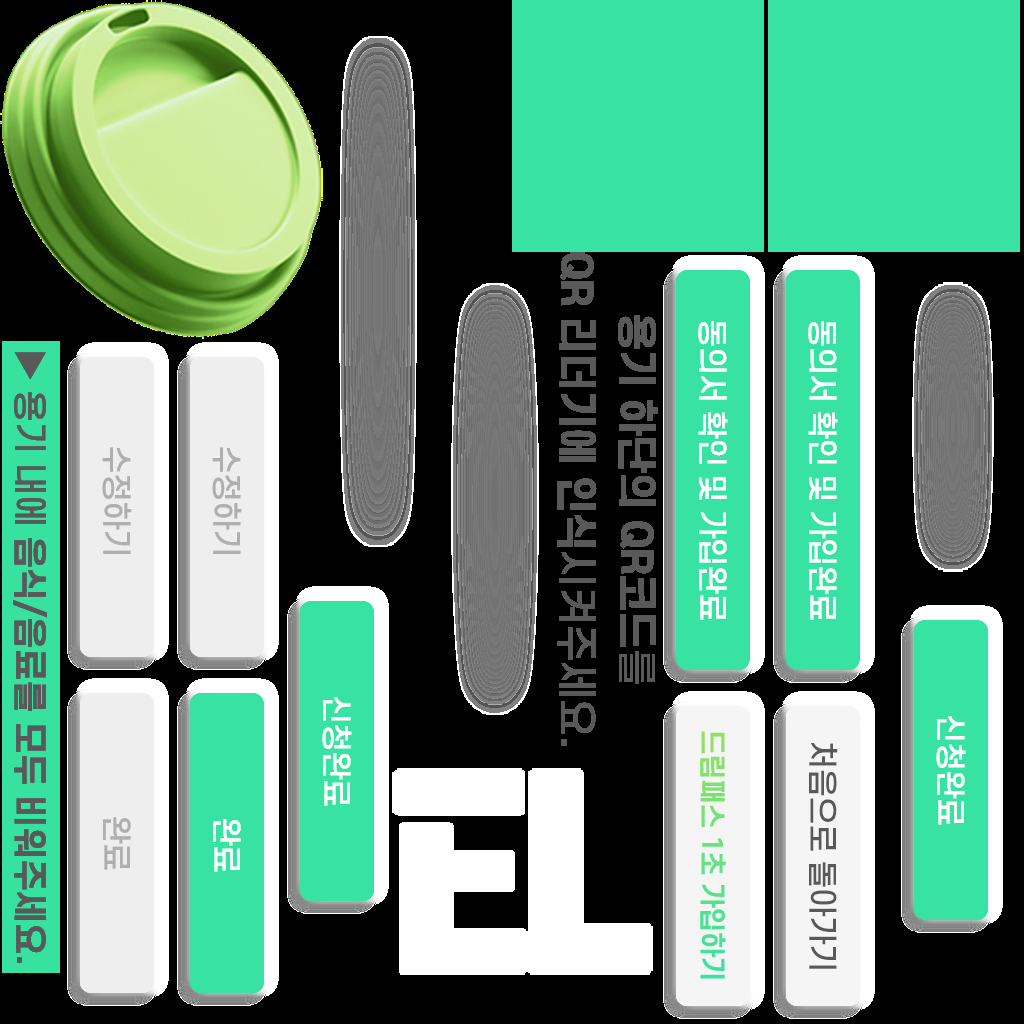 ▶ 용기 내에 음식/음료를 모두 비워주세요.
수정하기
수정하기
완료
완료
신청완료
용기 하단의 QR코드를
QR 리더기에 인식시켜주세요.
동의서 확인 및 가입완료
동의서 확인 및 가입완료
드림패스 1초 가입하기
처음으로 돌아가기
신청완료